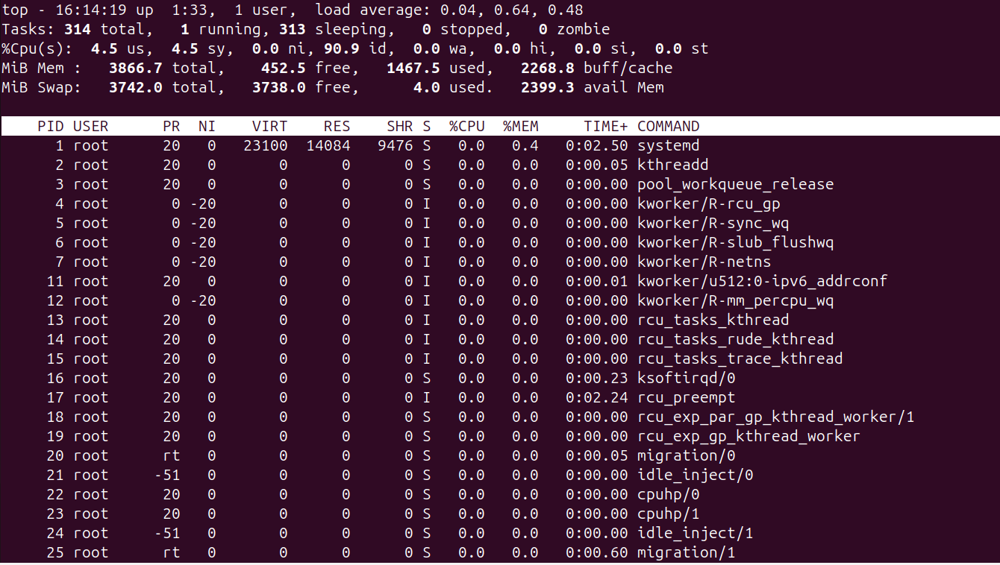 top - 16:14:19 up  1:33,  1 user,  load average: 0.04, 0.64, 0.48
Tasks: 314 total,   1 running, 313 sleeping,   0 stopped,   0 zombie
%Cpu(s):  4.5 us,  4.5 sy,  0.0 ni, 90.9 id,  0.0 wa,  0.0 hi,  0.0 si,  0.0 st
MiB Mem :   3866.7 total,    452.5 free,   1467.5 used,   2268.8 buff/cache
MiB Swap:   3742.0 total,   3738.0 free,      4.0 used.   2399.3 avail Mem
    PID USER      PR  NI    VIRT    RES    SHR S  %CPU  %MEM     TIME+ COMMAND
      1 root      20   0   23100  14084   9476 S   0.0   0.4   0:02.50 systemd
      2 root      20   0       0      0      0 S   0.0   0.0   0:00.05 kthreadd
      3 root      20   0       0      0      0 S   0.0   0.0   0:00.00 pool_workqueue_release
      4 root       0 -20       0      0      0 I   0.0   0.0   0:00.00 kworker/R-rcu_gp
      5 root       0 -20       0      0      0 I   0.0   0.0   0:00.00 kworker/R-sync_wq
      6 root       0 -20       0      0      0 I   0.0   0.0   0:00.00 kworker/R-slub_flushwq
      7 root       0 -20       0      0      0 I   0.0   0.0   0:00.00 kworker/R-netns
     11 root      20   0       0      0      0 I   0.0   0.0   0:00.01 kworker/u512:0-ipv6_addrconf
     12 root       0 -20       0      0      0 I   0.0   0.0   0:00.00 kworker/R-mm_percpu_wq
     13 root      20   0       0      0      0 I   0.0   0.0   0:00.00 rcu_tasks_kthread
     14 root      20   0       0      0      0 I   0.0   0.0   0:00.00 rcu_tasks_rude_kthread
     15 root      20   0       0      0      0 I   0.0   0.0   0:00.00 rcu_tasks_trace_kthread
     16 root      20   0       0      0      0 S   0.0   0.0   0:00.23 ksoftirqd/0
     17 root      20   0       0      0      0 I   0.0   0.0   0:02.24 rcu_preempt
     18 root      20   0       0      0      0 S   0.0   0.0   0:00.00 rcu_exp_par_gp_kthread_worker/1
     19 root      20   0       0      0      0 S   0.0   0.0   0:00.00 rcu_exp_gp_kthread_worker
     20 root      rt   0       0      0      0 S   0.0   0.0   0:00.05 migration/0
     21 root     -51   0       0      0      0 S   0.0   0.0   0:00.00 idle_inject/0
     22 root      20   0       0      0      0 S   0.0   0.0   0:00.00 cpuhp/0
     23 root      20   0       0      0      0 S   0.0   0.0   0:00.00 cpuhp/1
     24 root     -51   0       0      0      0 S   0.0   0.0   0:00.00 idle_inject/1
     25 root      rt   0       0      0      0 S   0.0   0.0   0:00.60 migration/1